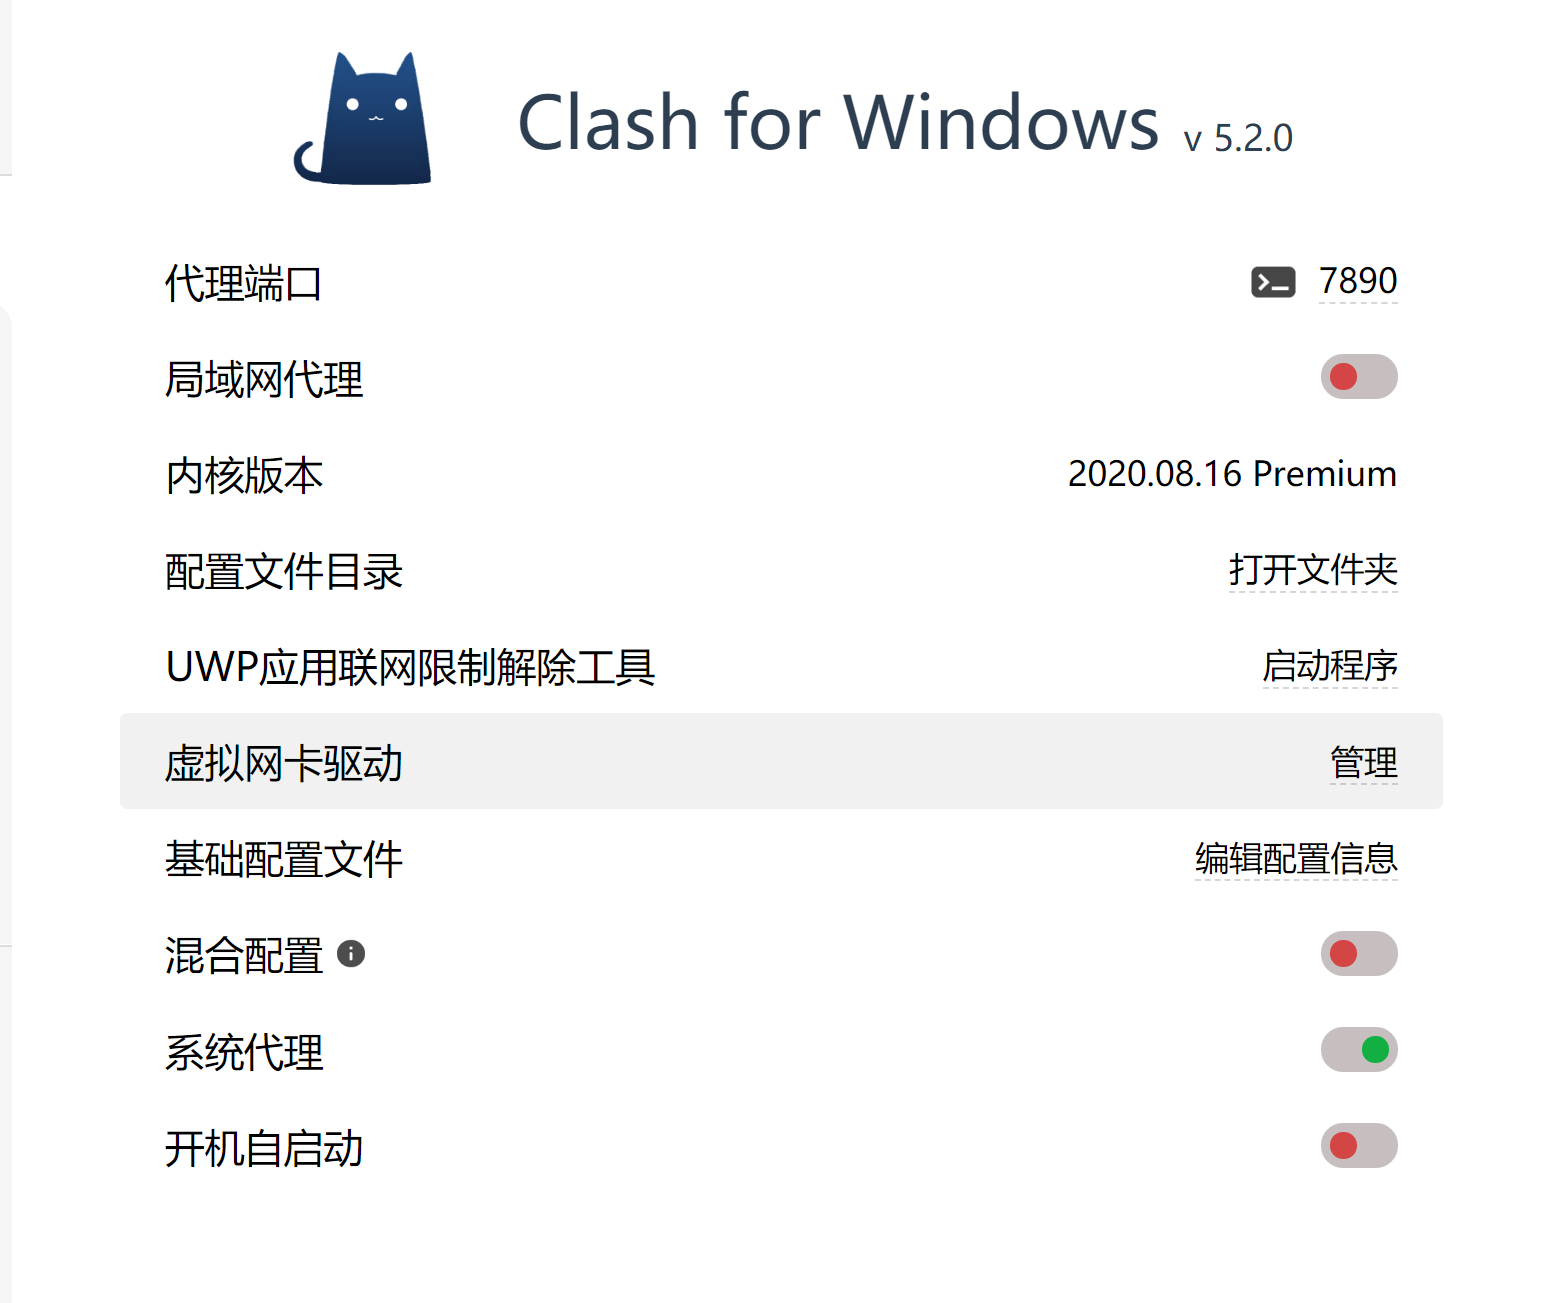 Clash for Windows v 5.2.0
代理端口 7890
局域网代理
内核版本 2020.08.16 Premium
配置文件目录 打开文件夹
UWP应用联网限制解除工具 启动程序
虚拟网卡驱动 管理
基础配置文件 编辑配置信息
混合配置
系统代理
开机自启动